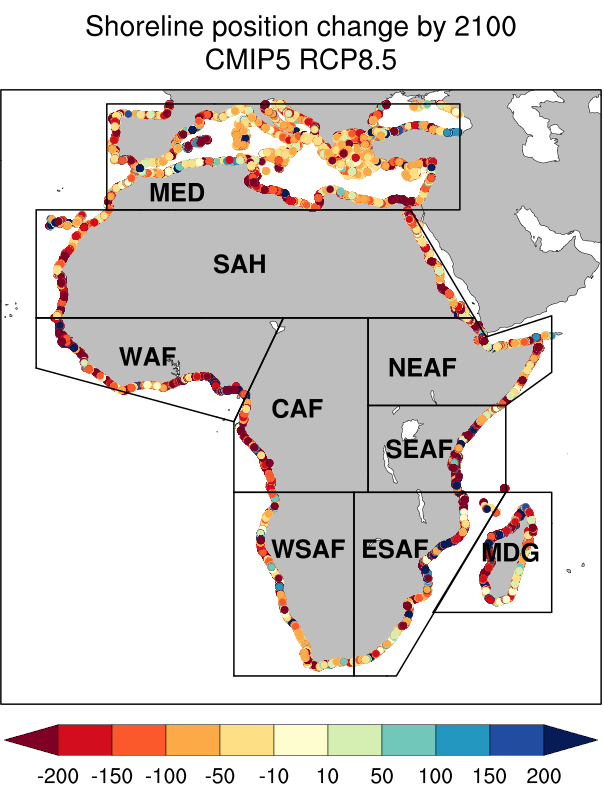 Shoreline position change by 2100
CMIP5 RCP8.5
MED
SAH
WAF
NEAF
CAF
SEAF
WSAF
ESAF
MDG
-200 -150 -100 -50 -10 10 50 100 150 200